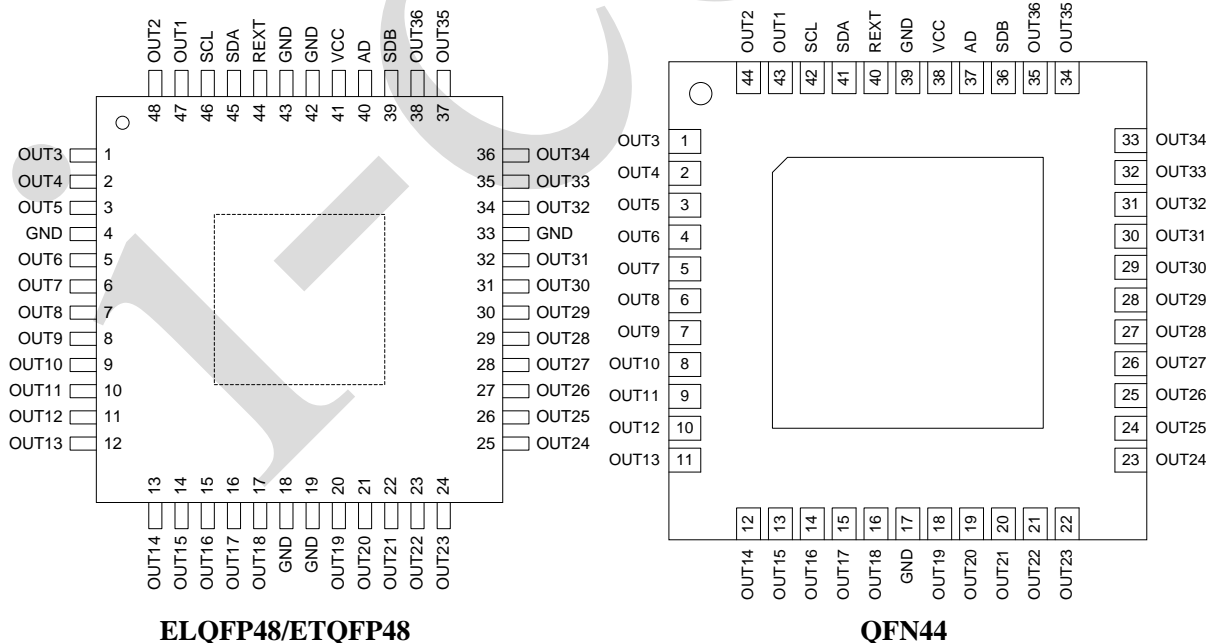 OUT2 OUT1 SCL SDA REXT GND GND VCC AD SDB OUT36 OUT35
48 47 46 45 44 43 42 41 40 39 38 37
OUT3 1 36 OUT34
OUT4 2 35 OUT33
OUT5 3 34 OUT32
GND 4 33 GND
OUT6 5 32 OUT31
OUT7 6 31 OUT30
OUT8 7 30 OUT29
OUT9 8 29 OUT28
OUT10 9 28 OUT27
OUT11 10 27 OUT26
OUT12 11 26 OUT25
OUT13 12 25 OUT24
13 14 15 16 17 18 19 20 21 22 23 24
OUT14 OUT15 OUT16 OUT17 OUT18 GND GND OUT19 OUT20 OUT21 OUT22 OUT23
ELQFP48/ETQFP48
OUT2 OUT1 SCL SDA REXT GND VCC AD SDB OUT36 OUT35
44 43 42 41 40 39 38 37 36 35 34
OUT3 1 33 OUT34
OUT4 2 32 OUT33
OUT5 3 31 OUT32
OUT6 4 30 OUT31
OUT7 5 29 OUT30
OUT8 6 28 OUT29
OUT9 7 27 OUT28
OUT10 8 26 OUT27
OUT11 9 25 OUT26
OUT12 10 24 OUT25
OUT13 11 23 OUT24
12 13 14 15 16 17 18 19 20 21 22
OUT14 OUT15 OUT16 OUT17 OUT18 GND OUT19 OUT20 OUT21 OUT22 OUT23
QFN44